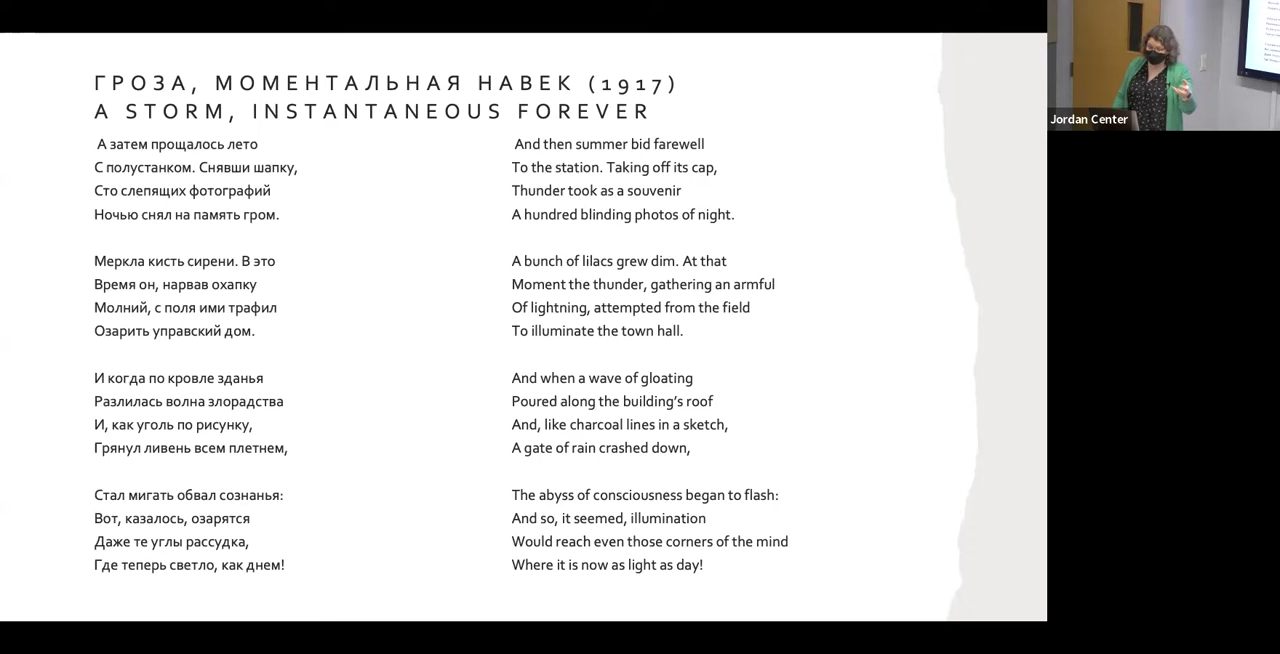 ГРОЗА, МОМЕНТАЛЬНАЯ НАВЕК (1917)
A STORM, INSTANTANEOUS FOREVER
А затем прощалось лето
С полустанком. Снявши шапку,
Сто слепящих фотографий
Ночью снял на память гром.
Меркла кисть сирени. В это
Время он, нарвав охапку
Молний, с поля ими трафил
Озарить управский дом.
И когда по кровле зданья
Разлилась волна злорадства
И, как уголь по рисунку,
Грянул ливень всем плетнем,
Стал мигать обвал сознанья:
Вот, казалось, озарятся
Даже те углы рассудка,
Где теперь светло, как днем!
And then summer bid farewell
To the station. Taking off its cap,
Thunder took as a souvenir
A hundred blinding photos of night.
A bunch of lilacs grew dim. At that
Moment the thunder, gathering an armful
Of lightning, attempted from the field
To illuminate the town hall.
And when a wave of gloating
Poured along the building’s roof
And, like charcoal lines in a sketch,
A gate of rain crashed down,
The abyss of consciousness began to flash:
And so, it seemed, illumination
Would reach even those corners of the mind
Where it is now as light as day!
Jordan Center